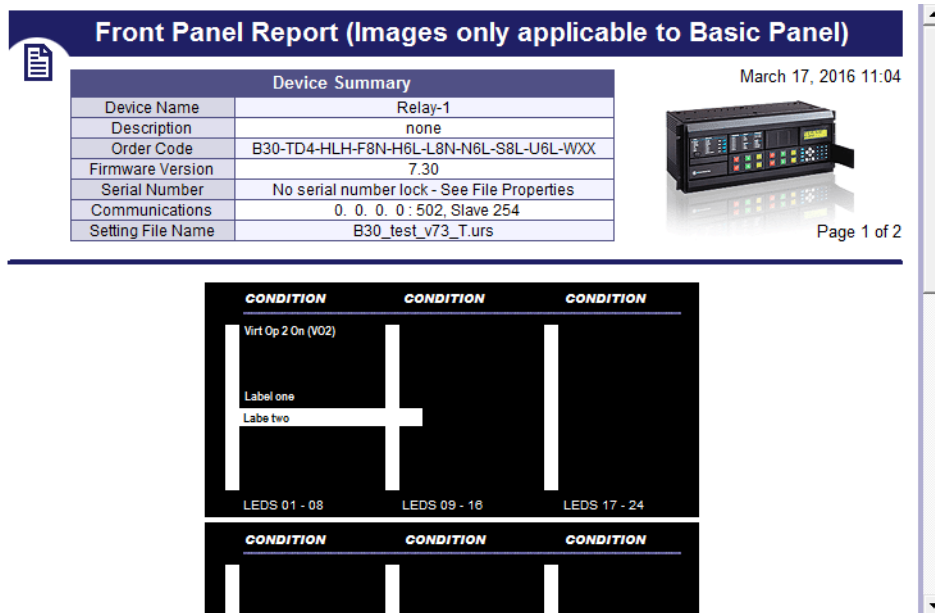 Front Panel Report (Images only applicable to Basic Panel)
March 17, 2016 11:04
Device Summary
Device Name Relay-1
Description none
Order Code B30-TD4-HLH-F8N-H6L-L8N-N6L-S8L-U6L-WXX
Firmware Version 7.30
Serial Number No serial number lock - See File Properties
Communications 0. 0. 0. 0 : 502, Slave 254
Setting File Name B30_test_v73_T.urs
Page 1 of 2
CONDITION CONDITION CONDITION
Virt Op 2 On (VO2)
Label one
Labe two
LEDS 01 - 08 LEDS 09 - 16 LEDS 17 - 24
CONDITION CONDITION CONDITION